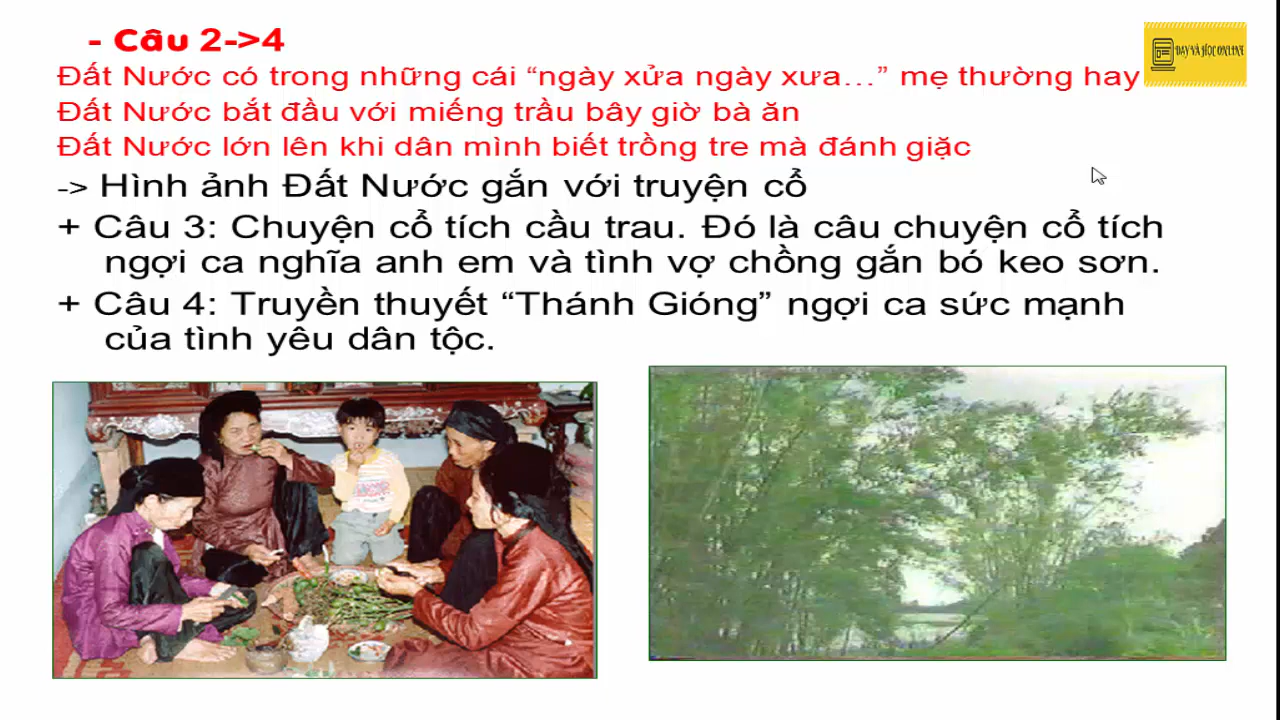 - Câu 2->4
DẠY VÀ HỌC ONLINE
Đất Nước có trong những cái “ngày xửa ngày xưa…” mẹ thường hay
Đất Nước bắt đầu với miếng trầu bây giờ bà ăn
Đất Nước lớn lên khi dân mình biết trồng tre mà đánh giặc
-> Hình ảnh Đất Nước gắn với truyện cổ
+ Câu 3: Chuyện cổ tích cầu trau. Đó là câu chuyện cổ tích
ngợi ca nghĩa anh em và tình vợ chồng gắn bó keo sơn.
+ Câu 4: Truyền thuyết “Thánh Gióng” ngợi ca sức mạnh
của tình yêu dân tộc.